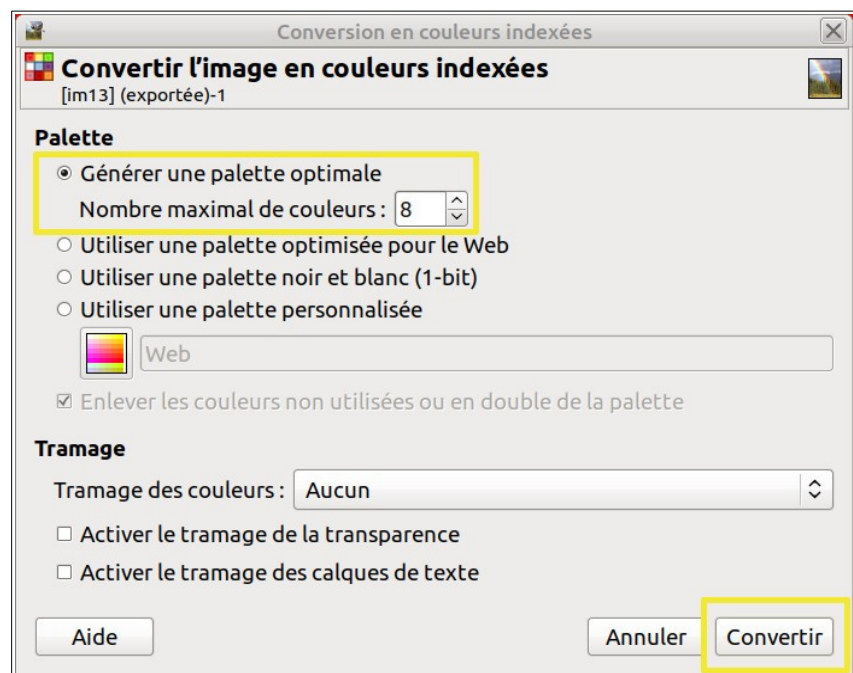 Conversion en couleurs indexées
Convertir l'image en couleurs indexées
[im13] (exportée)-1
Palette
Générer une palette optimale
Nombre maximal de couleurs : 8
Utiliser une palette optimisée pour le Web
Utiliser une palette noir et blanc (1-bit)
Utiliser une palette personnalisée
Web
Enlever les couleurs non utilisées ou en double de la palette
Tramage
Tramage des couleurs : Aucun
Activer le tramage de la transparence
Activer le tramage des calques de texte
Aide Annuler Convertir